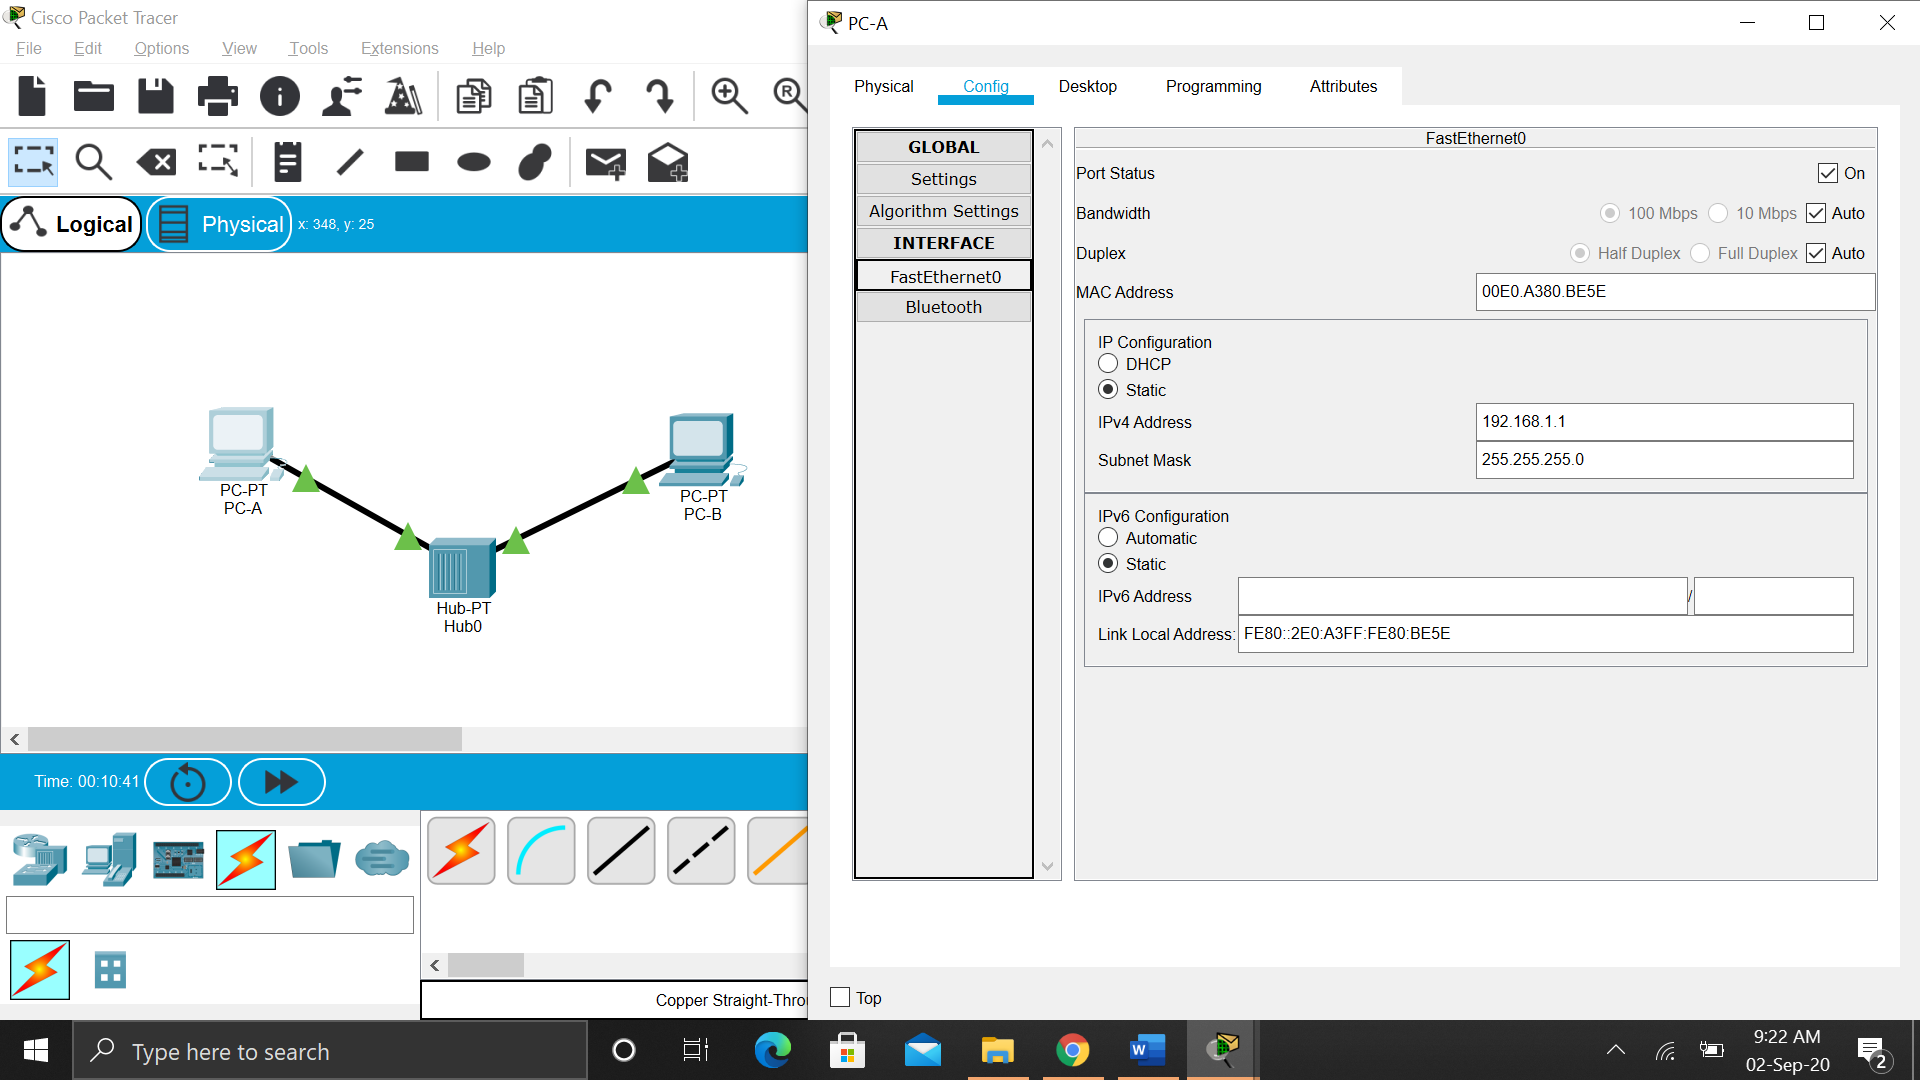 Cisco Packet Tracer
File Edit Options View Tools Extensions Help
Logical Physical x: 348, y: 25
PC-PT
PC-A
PC-PT
PC-B
Hub-PT
Hub0
Time: 00:10:41
Copper Straight-Thro
PC-A
Physical Config Desktop Programming Attributes
GLOBAL
Settings
Algorithm Settings
INTERFACE
FastEthernet0
Bluetooth
FastEthernet0
Port Status On
Bandwidth 100 Mbps 10 Mbps Auto
Duplex Half Duplex Full Duplex Auto
MAC Address 00E0.A380.BE5E
IP Configuration
DHCP
Static
IPv4 Address 192.168.1.1
Subnet Mask 255.255.255.0
IPv6 Configuration
Automatic
Static
IPv6 Address /
Link Local Address: FE80::2E0:A3FF:FE80:BE5E
Top
Type here to search
9:22 AM
02-Sep-20
2